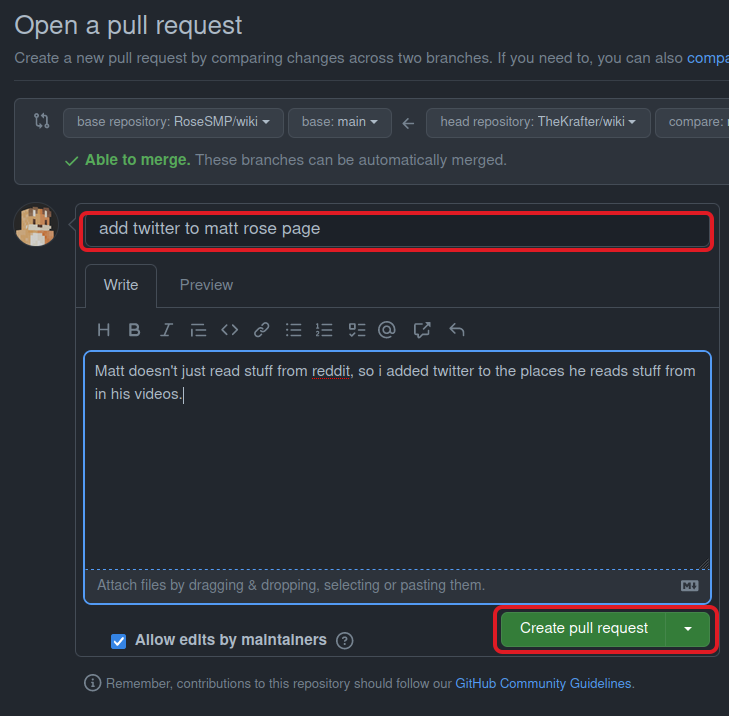 Open a pull request
Create a new pull request by comparing changes across two branches. If you need to, you can also
base repository: RoseSMP/wiki base: main head repository: TheKrafter/wiki compare:
Able to merge. These branches can be automatically merged.
add twitter to matt rose page
Write Preview
Matt doesn't just read stuff from reddit, so i added twitter to the places he reads stuff from
in his videos.
Attach files by dragging & dropping, selecting or pasting them.
Allow edits by maintainers
Create pull request
Remember, contributions to this repository should follow our GitHub Community Guidelines.